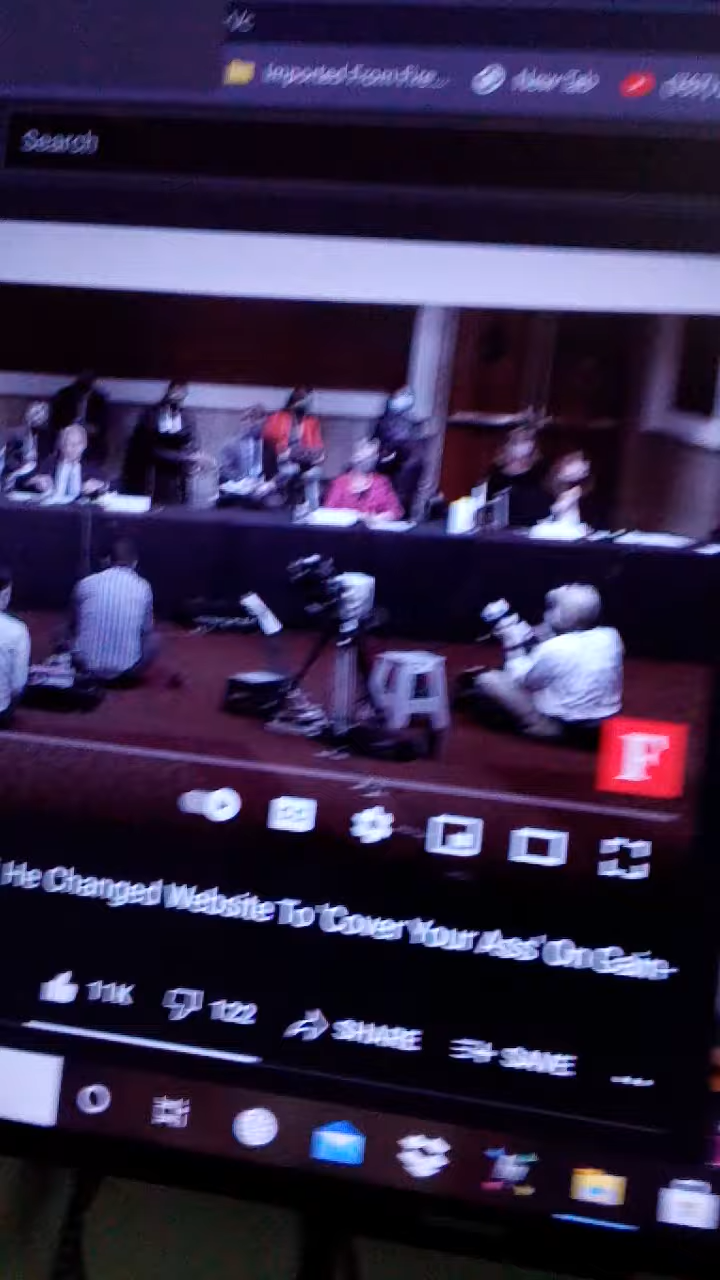 Imported From Fire...
New Tab
Search
F
He Changed Website To 'Cover Your Ass' On Gain-
11K
122
SHARE
SAVE
...